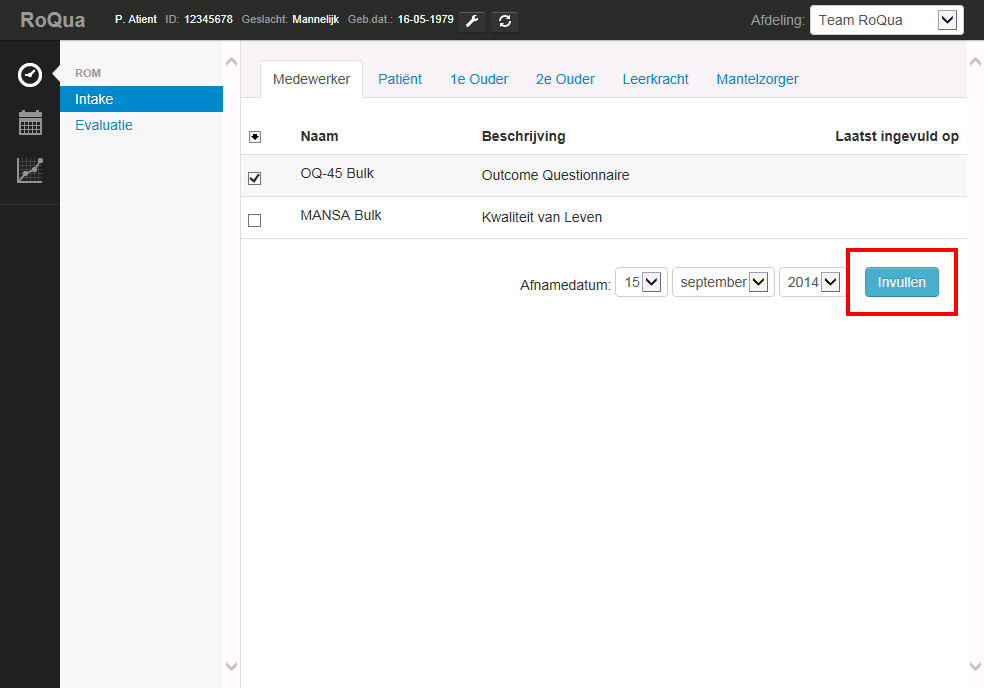 RoQua P. Atient ID: 12345678 Geslacht: Mannelijk Geb.dat.: 16-05-1979 Afdeling: Team RoQua
ROM
Intake
Evaluatie
Medewerker Patiënt 1e Ouder 2e Ouder Leerkracht Mantelzorger
Naam Beschrijving Laatst ingevuld op
OQ-45 Bulk Outcome Questionnaire
MANSA Bulk Kwaliteit van Leven
Afnamedatum: 15 september 2014 Invullen